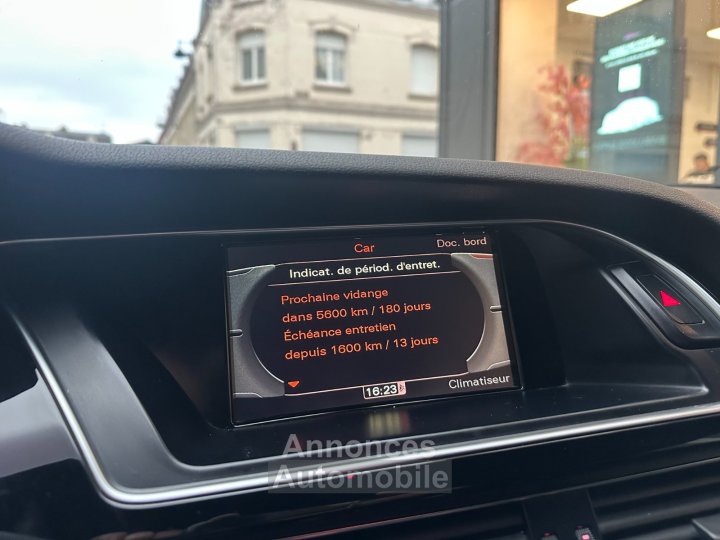 Car
Doc. bord
Indicat. de périod. d'entret.
Prochaine vidange
dans 5600 km / 180 jours
Échéance entretien
depuis 1600 km / 13 jours
16:23
Climatiseur
Annonces
Automobile